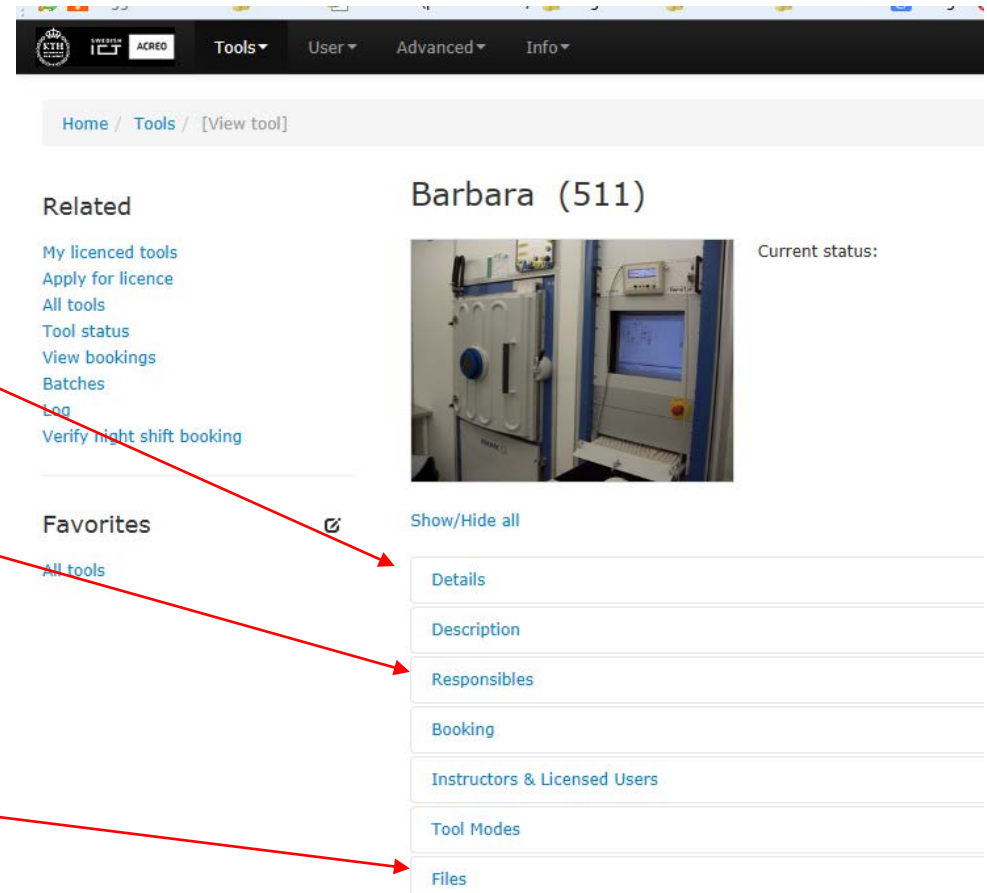 KTH SWEDISH ICT ACREO Tools User Advanced Info
Home / Tools / [View tool]
Related
My licenced tools
Apply for licence
All tools
Tool status
View bookings
Batches
Log
Verify night shift booking
Favorites
All tools
Barbara (511)
Current status:
Show/Hide all
Details
Description
Responsibles
Booking
Instructors & Licensed Users
Tool Modes
Files